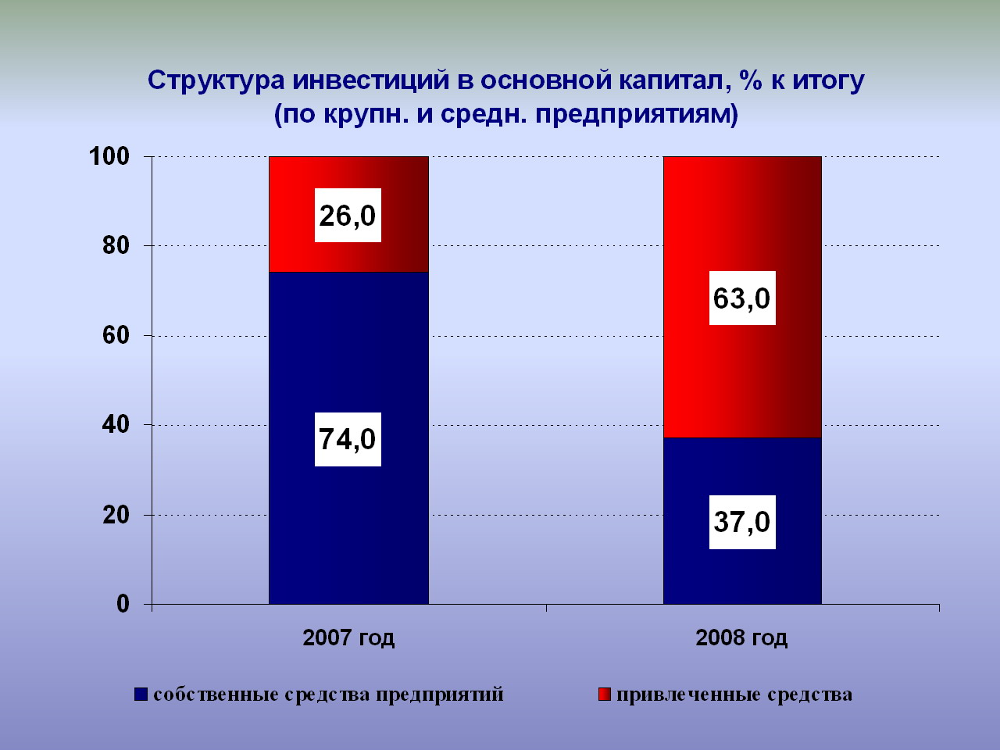 Структура инвестиций в основной капитал, % к итогу
(по крупн. и средн. предприятиям)
100
80
60
40
20
0
26,0
74,0
63,0
37,0
2007 год
2008 год
собственные средства предприятий
привлеченные средства